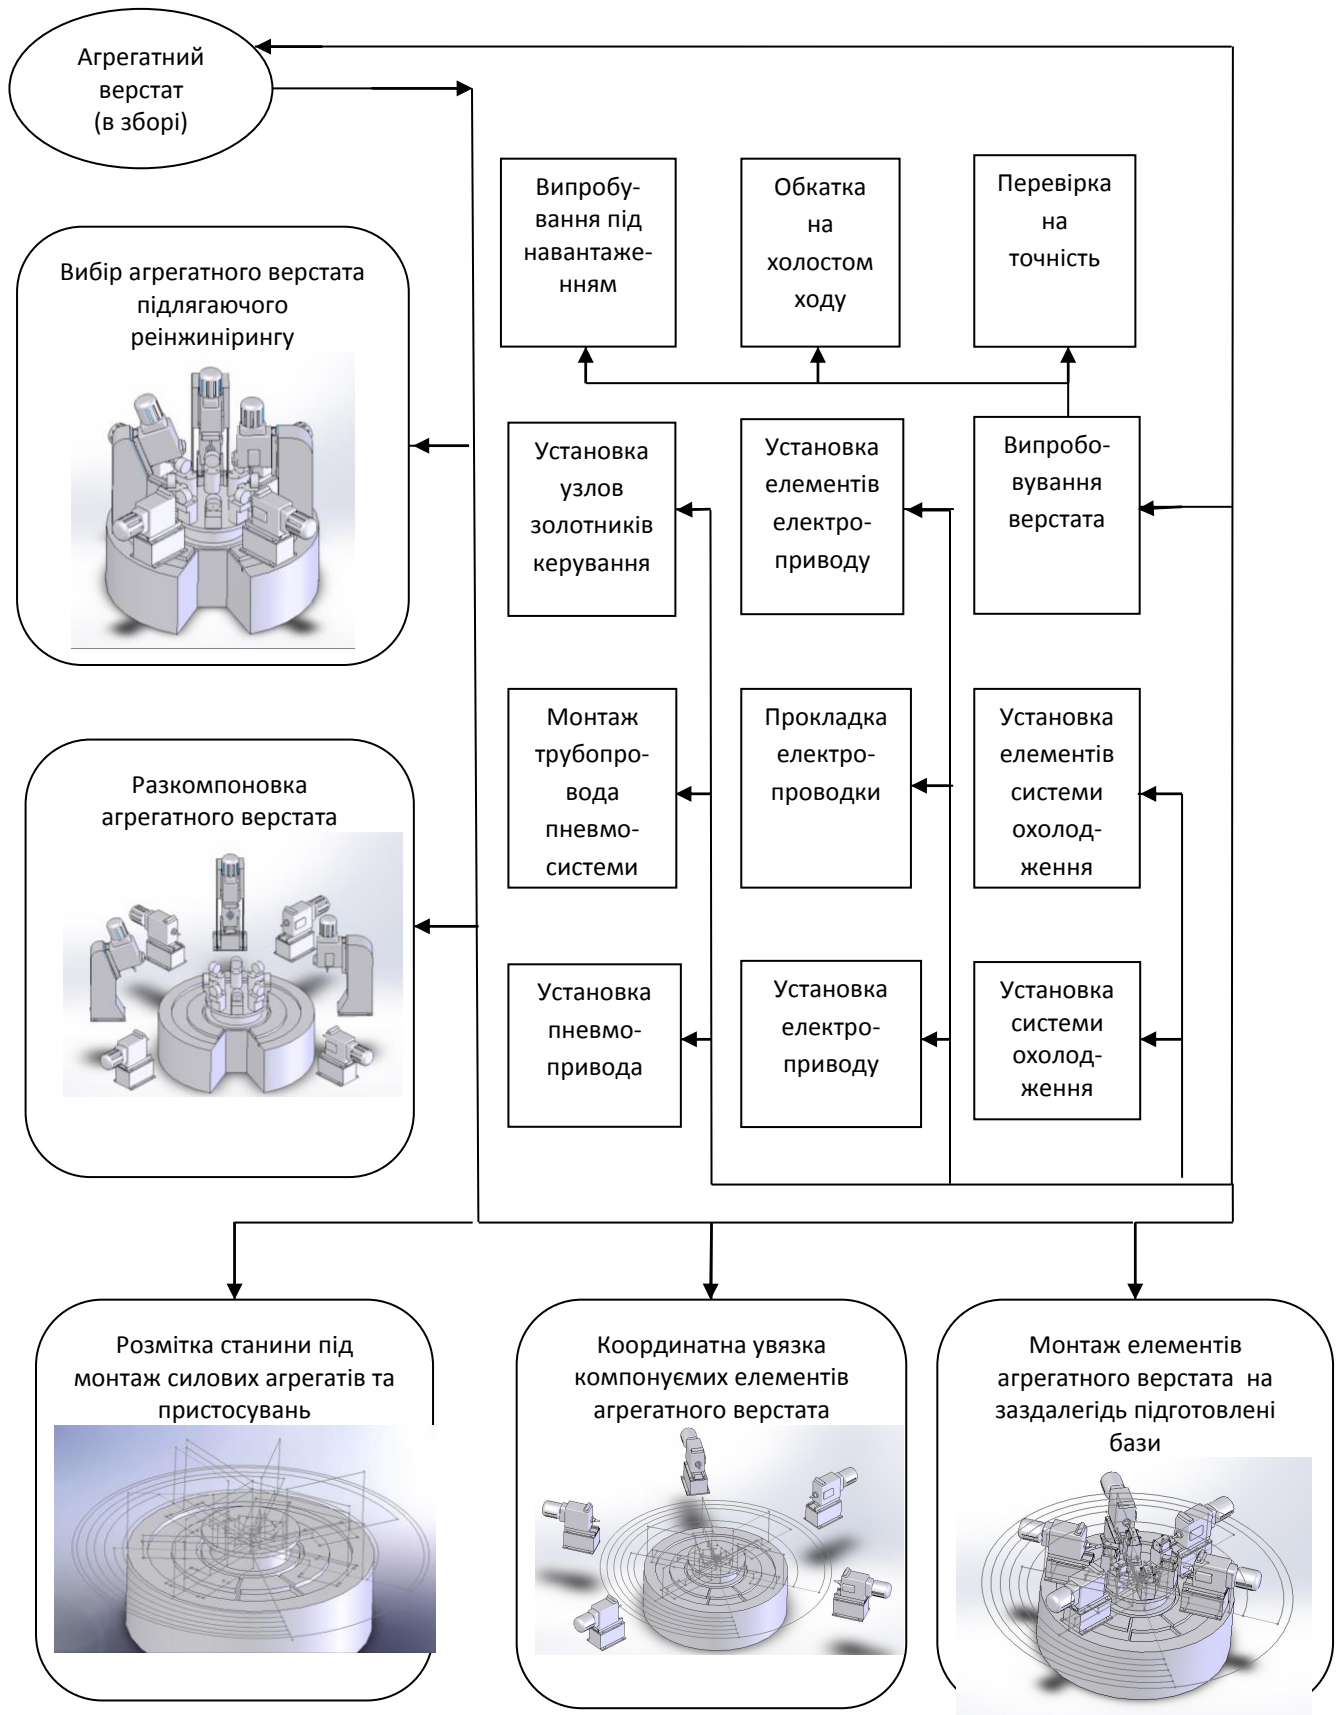 Агрегатний
верстат
(в зборі)
Випробу-
вання під
навантаже-
нням
Обкатка
на
холостом
ходу
Перевірка
на
точність
Вибір агрегатного верстата
підлягаючого
реінжинірингу
Установка
узлов
золотників
керування
Установка
елементів
електро-
приводу
Випробо-
вування
верстата
Монтаж
трубопро-
вода
пневмо-
системи
Прокладка
електро-
проводки
Установка
елементів
системи
охолод-
ження
Разкомпоновка
агрегатного верстата
Установка
пневмо-
привода
Установка
електро-
приводу
Установка
системи
охолод-
ження
Розмітка станини під
монтаж силових агрегатів та
пристосувань
Координатна увязка
компонуємих елементів
агрегатного верстата
Монтаж елементів
агрегатного верстата на
заздалегідь підготовлені
бази